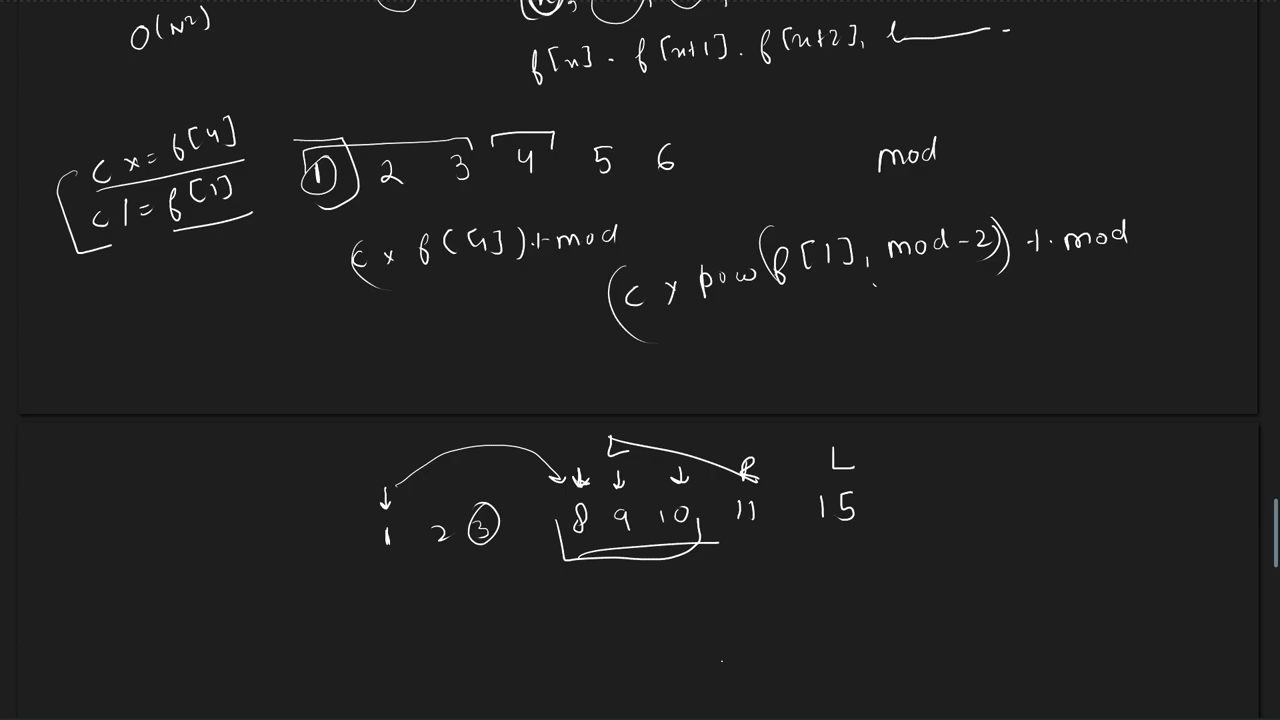 O(N²)
f[x] · f[x+1] · f[x+2],
c x= f[4]
c /= f[1]
1 2 3 4 5 6
mod
(c x f[4]) % mod
(c x pow(f[1], mod-2)) % mod
L R L
1 2 3 8 9 10 11 15